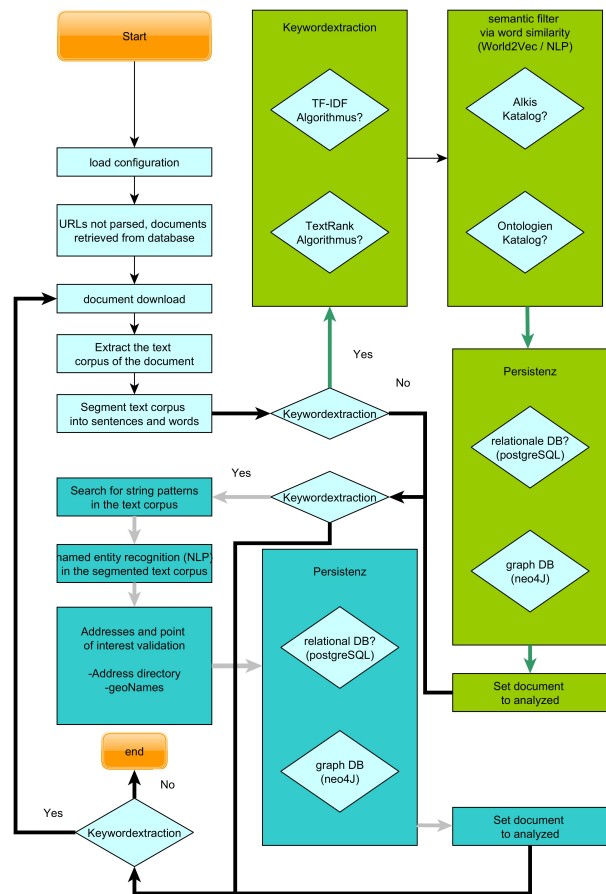 Start
load configuration
URLs not parsed, documents
retrieved from database
document download
Extract the text
corpus of the document
Segment text corpus
into sentences and words
Keywordextraction
Yes
No
Keywordextraction
TF-IDF
Algorithmus?
TextRank
Algorithmus?
semantic filter
via word similarity
(World2Vec / NLP)
Alkis
Katalog?
Ontologien
Katalog?
Persistenz
relationale DB?
(postgreSQL)
graph DB
(neo4J)
Set document
to analyzed
Keywordextraction
Yes
Search for string patterns
in the text corpus
named entity recognition (NLP)
in the segmented text corpus
Addresses and point
of interest validation
-Address directory
-geoNames
Persistenz
relational DB?
(postgreSQL)
graph DB
(neo4J)
Set document
to analyzed
Keywordextraction
Yes
No
end